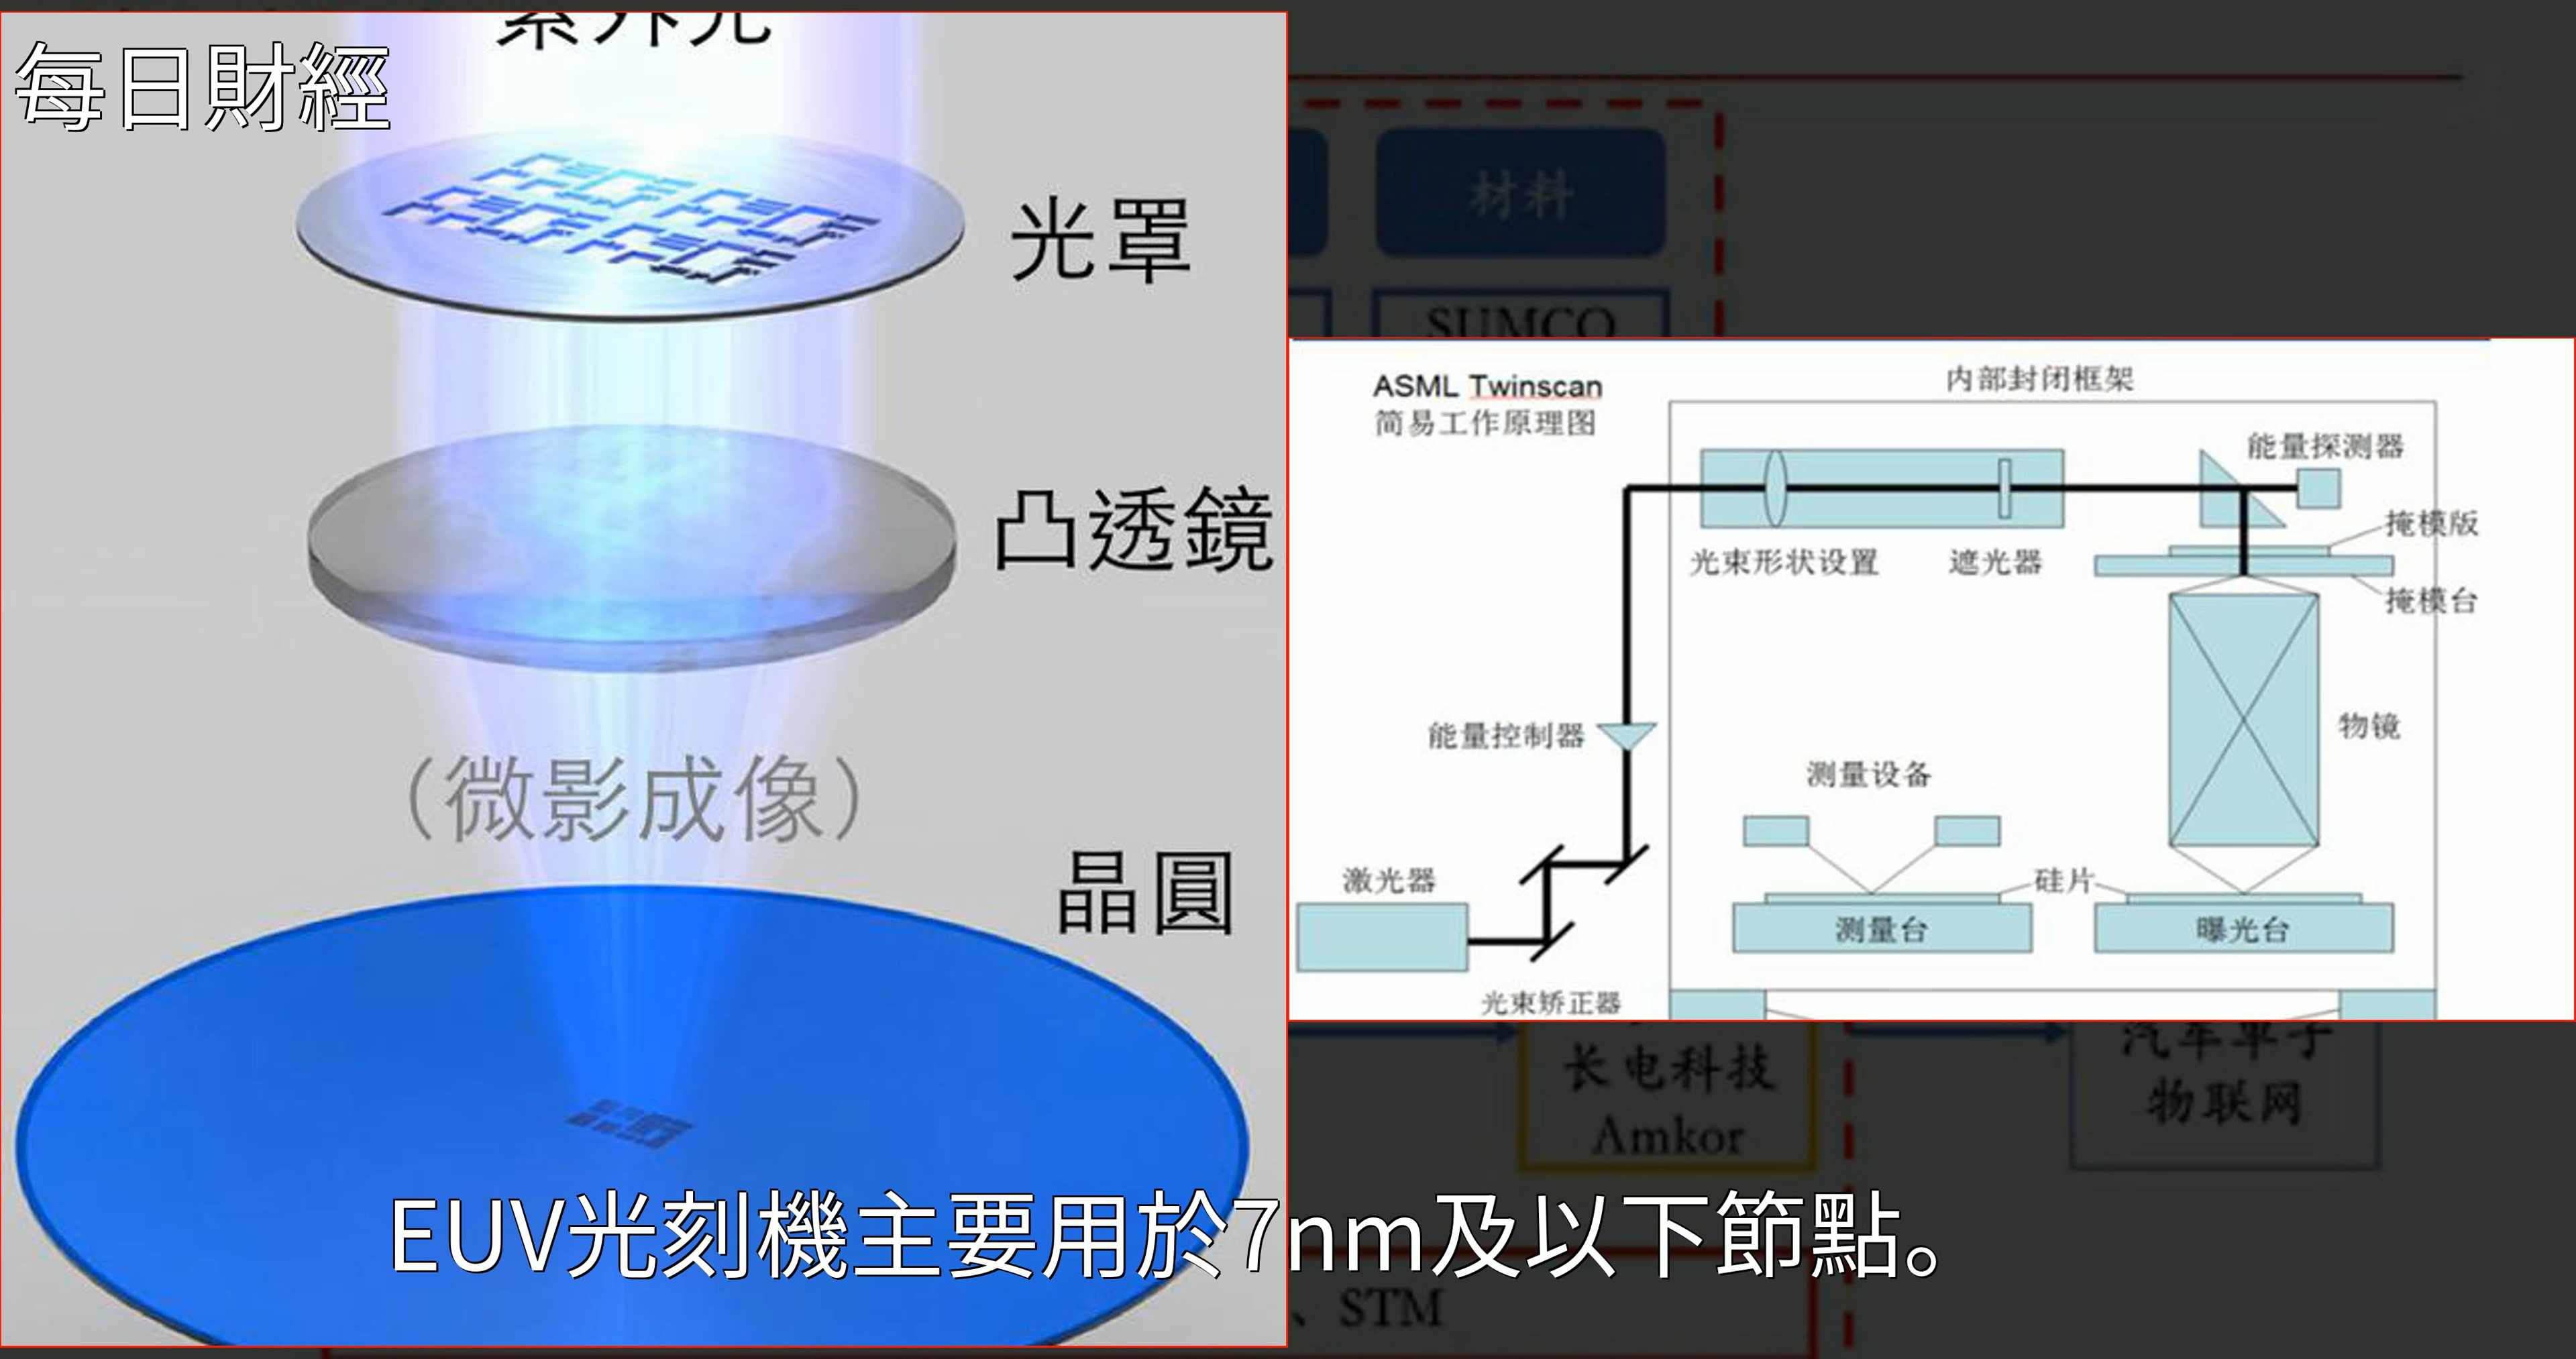 紫外光
每日財經
光罩
凸透鏡
（微影成像）
晶圓
材料
SUMCO
ASML Twinscan
简易工作原理图
内部封闭框架
能量探测器
掩模版
光束形状设置
遮光器
掩模台
物镜
能量控制器
测量设备
激光器
硅片
测量台
曝光台
光束矫正器
长电科技
Amkor
汽车电子
物联网
EUV光刻機主要用於7nm及以下節點。
、STM